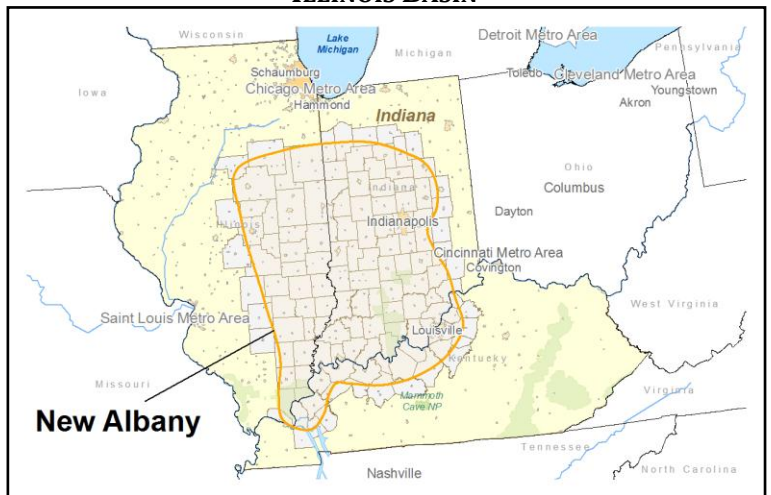 ILLINOIS BASIN
Wisconsin
Lake
Michigan
Michigan
Detroit Metro Area
Pennsylvania
Iowa
Schaumburg
Chicago Metro Area
Hammond
Toledo
Cleveland Metro Area
Youngstown
Akron
Indiana
Ohio
Columbus
Indiana
Illinois
Indianapolis
Dayton
Cincinnati Metro Area
Covington
West Virginia
Saint Louis Metro Area
Louisville
Kentucky
Missouri
Virginia
New Albany
Mammoth
Cave NP
Tennessee
Nashville
North Carolina